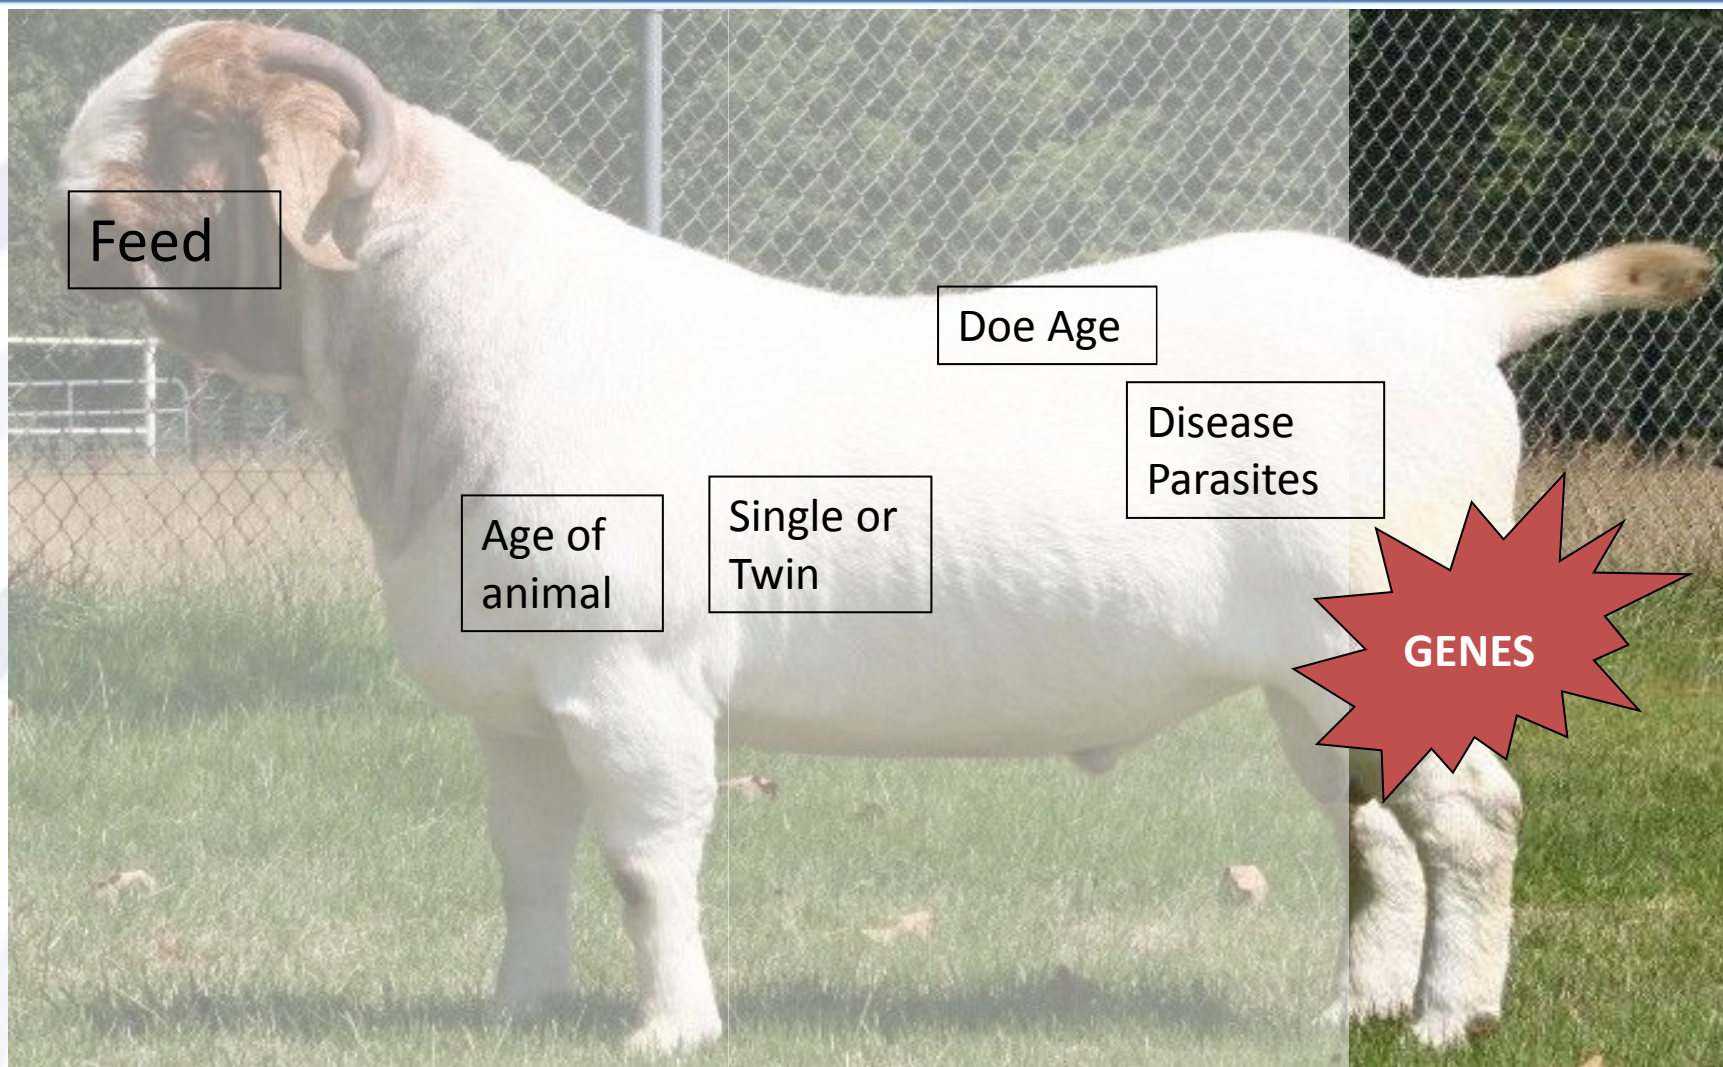 Feed
Doe Age
Disease
Parasites
Age of
animal
Single or
Twin
GENES